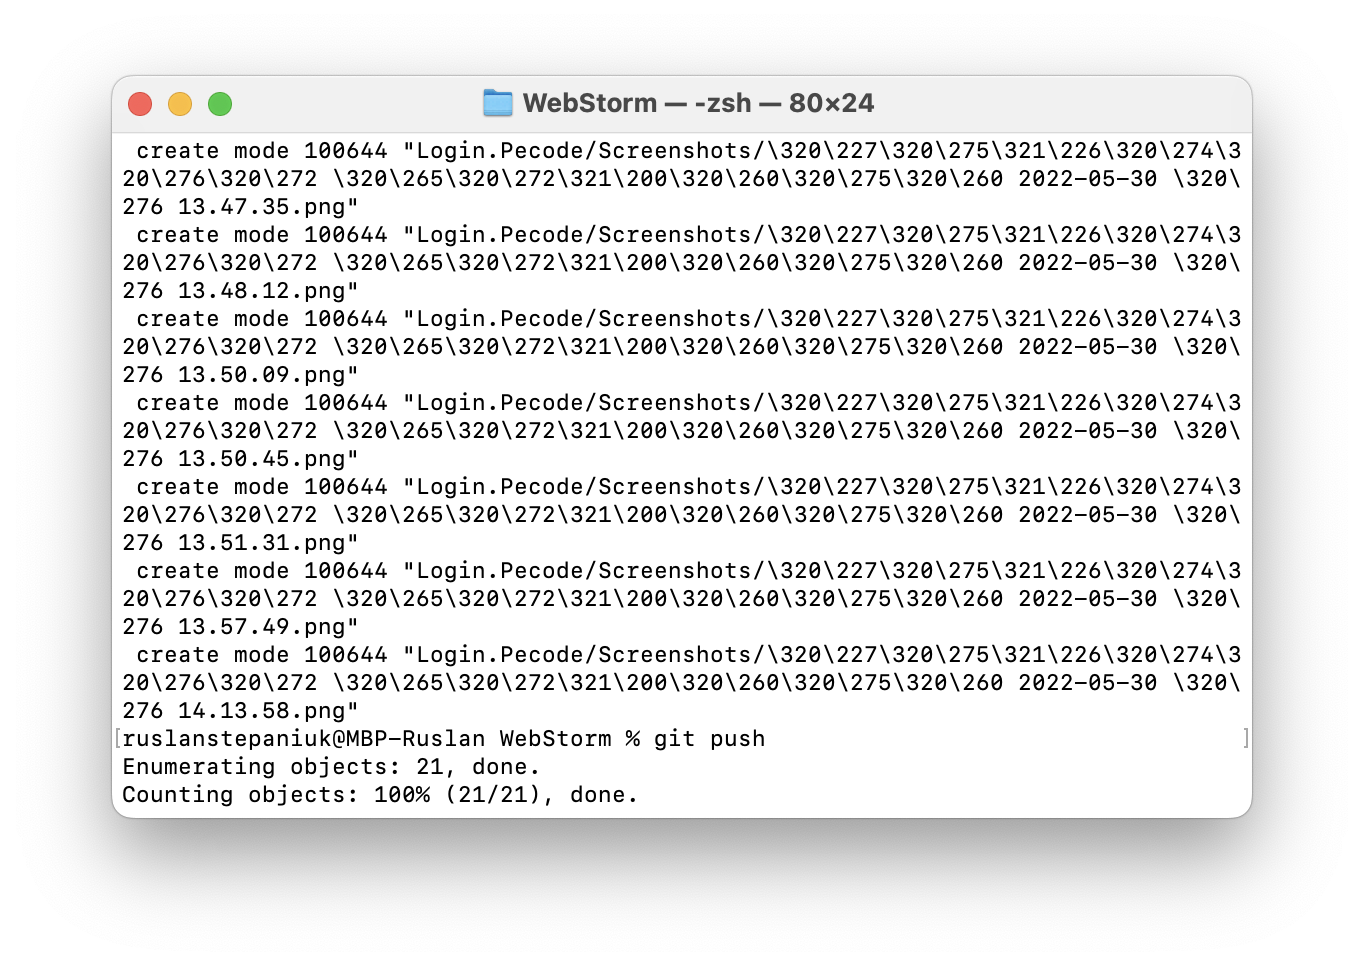 WebStorm — -zsh — 80×24
create mode 100644 "Login.Pecode/Screenshots/\320\227\320\275\321\226\320\274\3
20\276\320\272 \320\265\320\272\321\200\320\260\320\275\320\260 2022-05-30 \320\
276 13.47.35.png"
create mode 100644 "Login.Pecode/Screenshots/\320\227\320\275\321\226\320\274\3
20\276\320\272 \320\265\320\272\321\200\320\260\320\275\320\260 2022-05-30 \320\
276 13.48.12.png"
create mode 100644 "Login.Pecode/Screenshots/\320\227\320\275\321\226\320\274\3
20\276\320\272 \320\265\320\272\321\200\320\260\320\275\320\260 2022-05-30 \320\
276 13.50.09.png"
create mode 100644 "Login.Pecode/Screenshots/\320\227\320\275\321\226\320\274\3
20\276\320\272 \320\265\320\272\321\200\320\260\320\275\320\260 2022-05-30 \320\
276 13.50.45.png"
create mode 100644 "Login.Pecode/Screenshots/\320\227\320\275\321\226\320\274\3
20\276\320\272 \320\265\320\272\321\200\320\260\320\275\320\260 2022-05-30 \320\
276 13.51.31.png"
create mode 100644 "Login.Pecode/Screenshots/\320\227\320\275\321\226\320\274\3
20\276\320\272 \320\265\320\272\321\200\320\260\320\275\320\260 2022-05-30 \320\
276 13.57.49.png"
create mode 100644 "Login.Pecode/Screenshots/\320\227\320\275\321\226\320\274\3
20\276\320\272 \320\265\320\272\321\200\320\260\320\275\320\260 2022-05-30 \320\
276 14.13.58.png"
[ruslanstepaniuk@MBP-Ruslan WebStorm % git push ]
Enumerating objects: 21, done.
Counting objects: 100% (21/21), done.